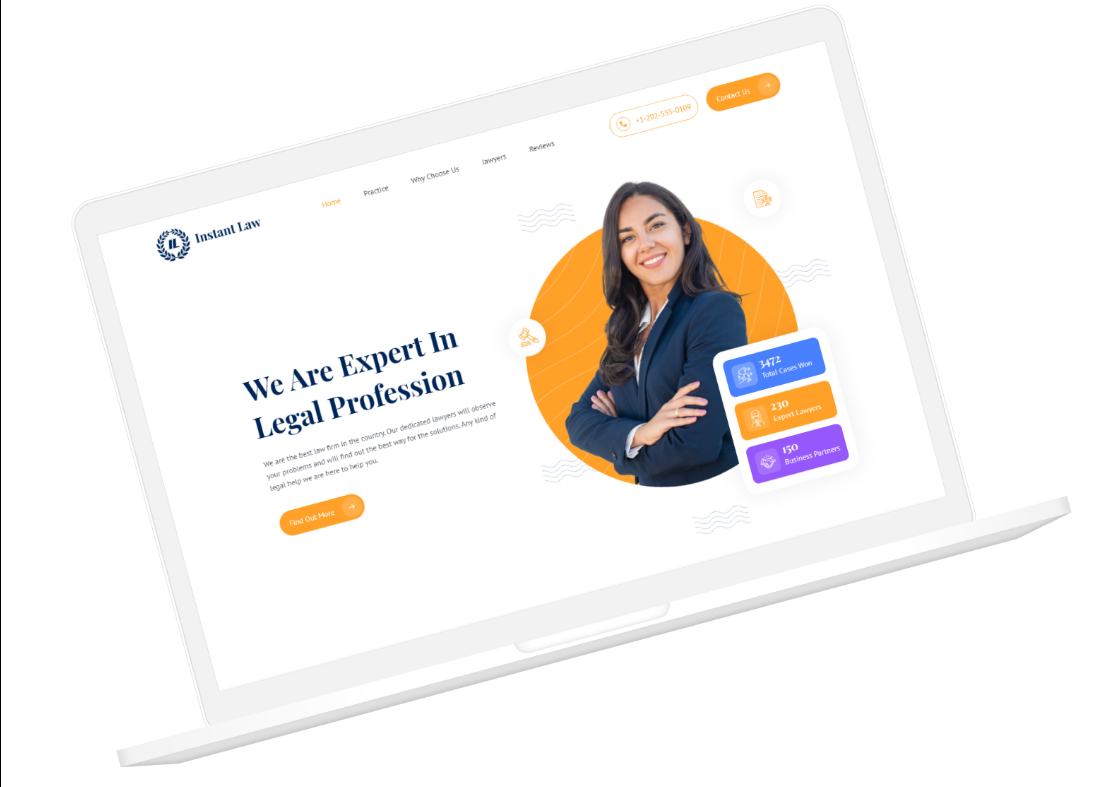 IL
Instant Law
Home
Practice
Why Choose Us
lawyers
Reviews
+1-202-555-0109
Contact Us
We Are Expert In
Legal Profession
We are the best law firm in the country. Our dedicated lawyers will observe
your problems and will find out the best way for the solutions. Any kind of
legal help we are here to help you.
Find Out More
3472
Total Cases Won
230
Expert Lawyers
150
Business Partners